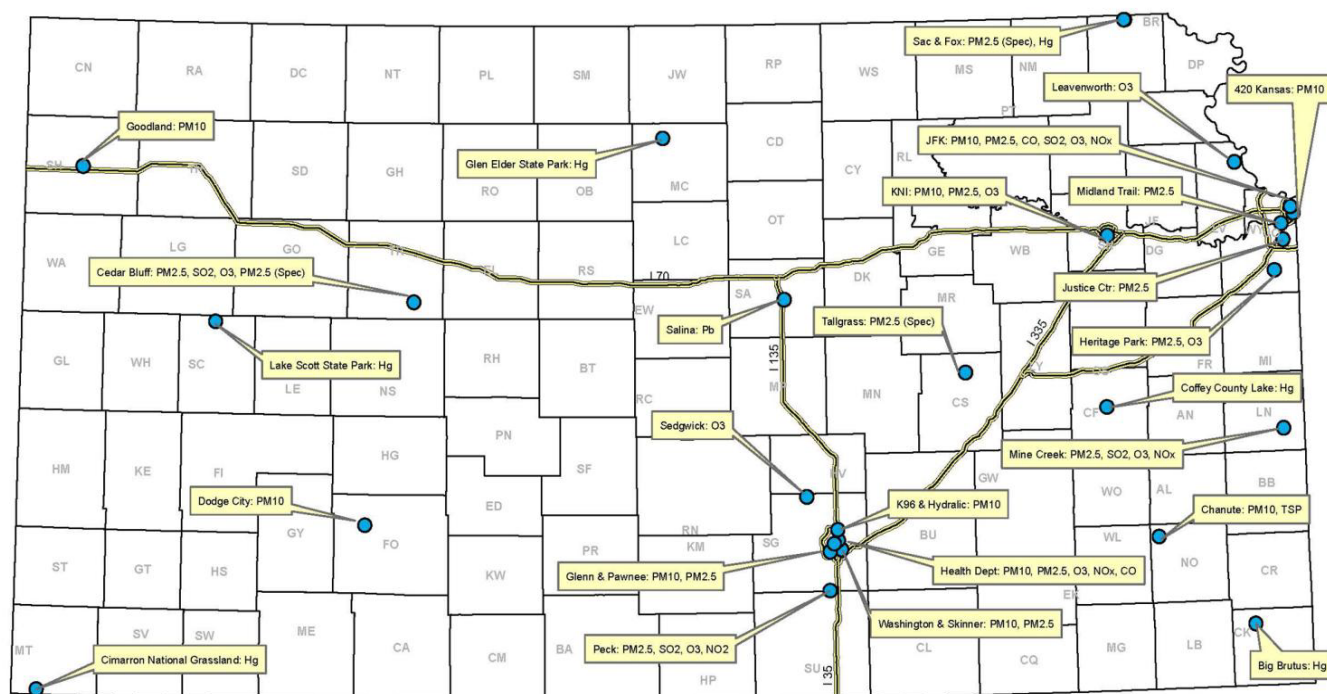 Sac & Fox: PM2.5 (Spec), Hg
BR
CN
RA
DC
NT
PL
SM
JW
RP
WS
MS
NM
DP
Leavenworth: O3
420 Kansas: PM10
PT
Goodland: PM10
JFK: PM10, PM2.5, CO, SO2, O3, NOx
SH
SD
GH
Glen Elder State Park: Hg
RO
OB
MC
CD
CY
RL
KNI: PM10, PM2.5, O3
Midland Trail: PM2.5
OT
WA
LG
GO
LC
GE
WB
DG
WY
Cedar Bluff: PM2.5, SO2, O3, PM2.5 (Spec)
RS
I 70
DK
SA
EW
Justice Ctr: PM2.5
MR
Salina: Pb
Tallgrass: PM2.5 (Spec)
I 335
I 135
Heritage Park: PM2.5, O3
GL
WH
SC
Lake Scott State Park: Hg
LE
NS
RH
BT
RC
MN
CS
FR
MI
Coffey County Lake: Hg
CF
AN
LN
Sedgwick: O3
PN
HM
KE
FI
HG
SF
Mine Creek: PM2.5, SO2, O3, NOx
GW
Dodge City: PM10
ED
WO
AL
BB
K96 & Hydralic: PM10
Chanute: PM10, TSP
RN
GY
FO
SG
BU
WL
ST
GT
HS
KW
PR
KM
Glenn & Pawnee: PM10, PM2.5
Health Dept: PM10, PM2.5, O3, NOx, CO
NO
CR
EK
Washington & Skinner: PM10, PM2.5
MT
SV
SW
ME
CA
CM
BA
Peck: PM2.5, SO2, O3, NO2
CK
Cimarron National Grassland: Hg
HP
SU
I 35
CL
CQ
MG
LB
Big Brutus: Hg